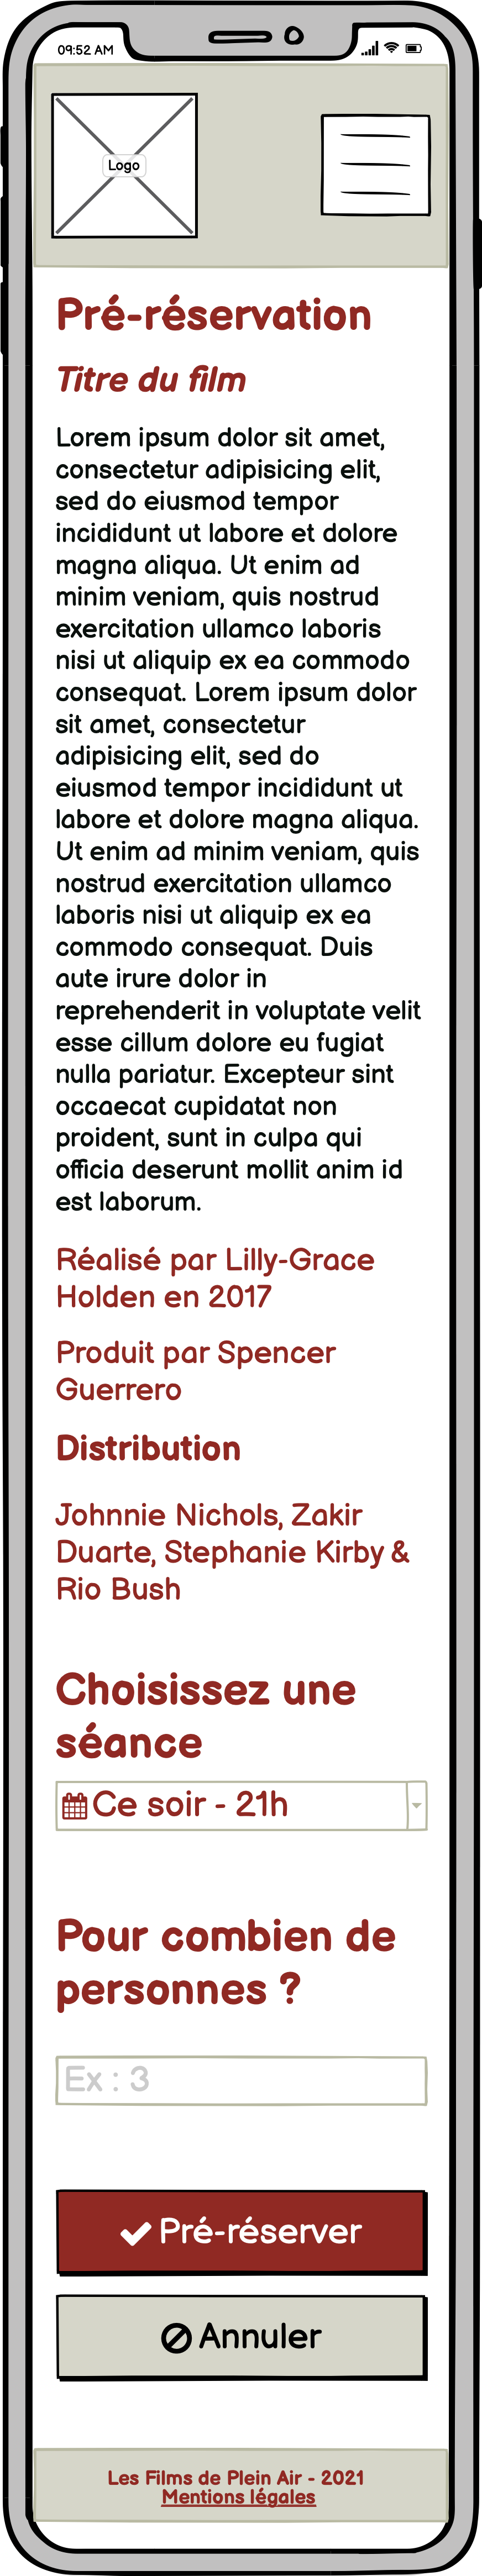 09:52 AM
Logo
Pré-réservation
Titre du film
Lorem ipsum dolor sit amet,
consectetur adipisicing elit,
sed do eiusmod tempor
incididunt ut labore et dolore
magna aliqua. Ut enim ad
minim veniam, quis nostrud
exercitation ullamco laboris
nisi ut aliquip ex ea commodo
consequat. Lorem ipsum dolor
sit amet, consectetur
adipisicing elit, sed do
eiusmod tempor incididunt ut
labore et dolore magna aliqua.
Ut enim ad minim veniam, quis
nostrud exercitation ullamco
laboris nisi ut aliquip ex ea
commodo consequat. Duis
aute irure dolor in
reprehenderit in voluptate velit
esse cillum dolore eu fugiat
nulla pariatur. Excepteur sint
occaecat cupidatat non
proident, sunt in culpa qui
officia deserunt mollit anim id
est laborum.
Réalisé par Lilly-Grace
Holden en 2017
Produit par Spencer
Guerrero
Distribution
Johnnie Nichols, Zakir
Duarte, Stephanie Kirby &
Rio Bush
Choisissez une
séance
Ce soir - 21h
Pour combien de
personnes ?
Ex : 3
Pré-réserver
Annuler
Les Films de Plein Air - 2021
Mentions légales